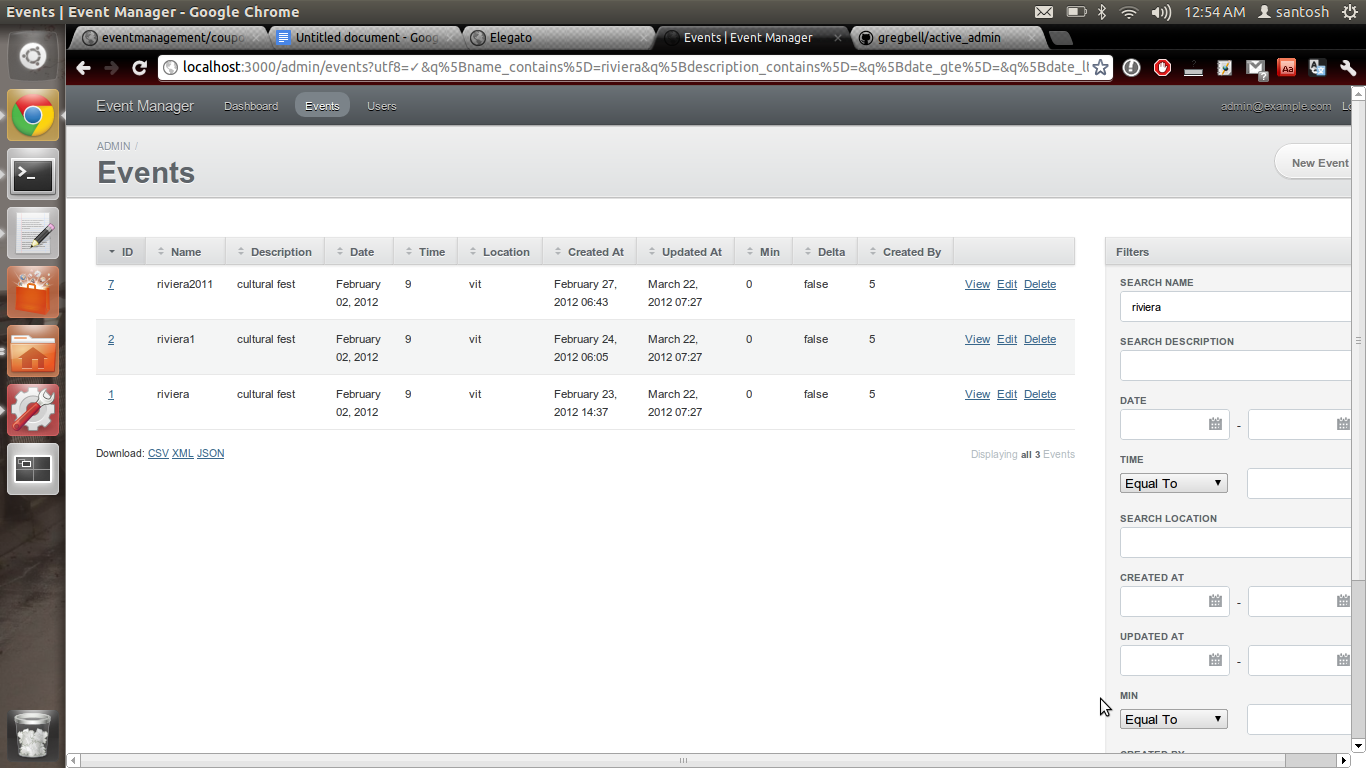 Events | Event Manager - Google Chrome
12:54 AM santosh
eventmanagement/coupo
Untitled document - Goog
Elegato
Events | Event Manager
gregbell/active_admin
localhost:3000/admin/events?utf8=✓&q%5Bname_contains%5D=riviera&q%5Bdescription_contains%5D=&q%5Bdate_gte%5D=&q%5Bdate_lt
Event Manager Dashboard Events Users admin@example.com Lo
ADMIN /
Events
New Event
ID Name Description Date Time Location Created At Updated At Min Delta Created By
7 riviera2011 cultural fest February 02, 2012 9 vit February 27, 2012 06:43 March 22, 2012 07:27 0 false 5 View Edit Delete
2 riviera1 cultural fest February 02, 2012 9 vit February 24, 2012 06:05 March 22, 2012 07:27 0 false 5 View Edit Delete
1 riviera cultural fest February 02, 2012 9 vit February 23, 2012 14:37 March 22, 2012 07:27 0 false 5 View Edit Delete
Download: CSV XML JSON
Displaying all 3 Events
Filters
SEARCH NAME
riviera
SEARCH DESCRIPTION
DATE
-
TIME
Equal To
SEARCH LOCATION
CREATED AT
-
UPDATED AT
-
MIN
Equal To
CREATED BY